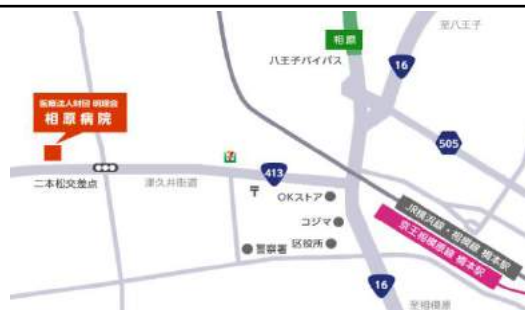 至八王子
相原
八王子バイパス
16
医療法人財団 明理会
相原病院
505
7
413
二本松交差点
津久井街道
〒
OKストア
コジマ
区役所
警察署
JR横浜線・相模線 橋本駅
京王相模原線 橋本駅
16
至相模原